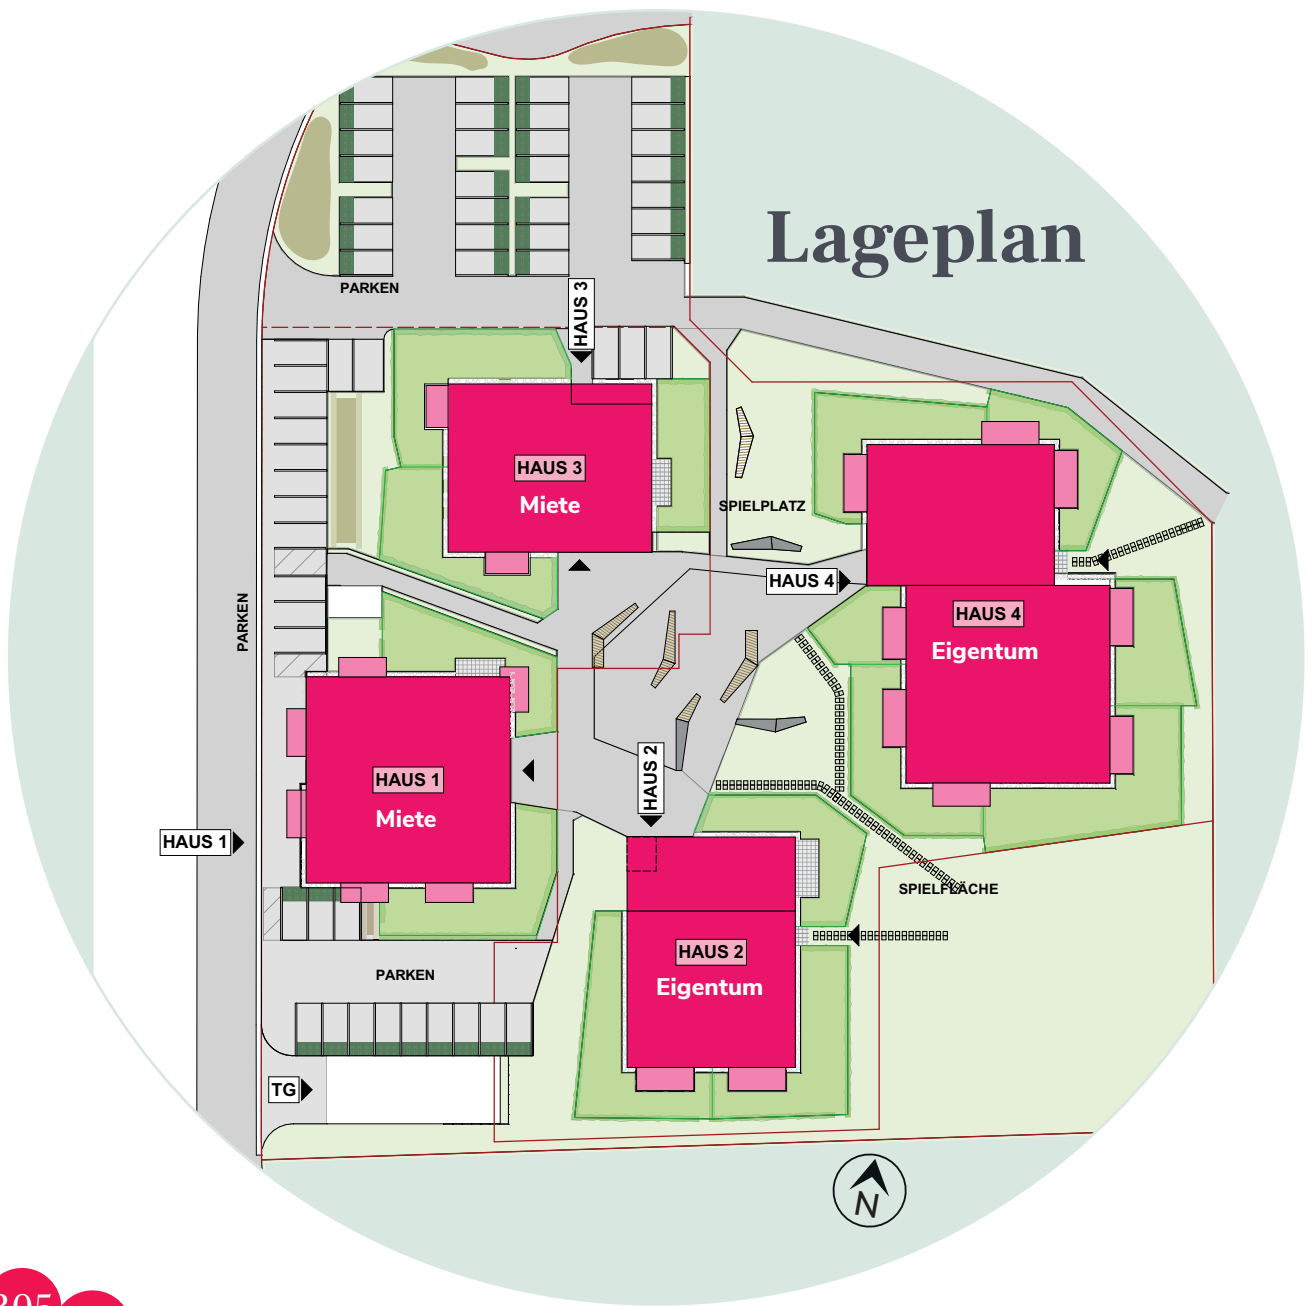 Lageplan
PARKEN
HAUS 3
HAUS 3
Miete
SPIELPLATZ
HAUS 4
HAUS 4
Eigentum
PARKEN
HAUS 2
HAUS 1
Miete
HAUS 1
SPIELFLÄCHE
HAUS 2
Eigentum
PARKEN
TG
N